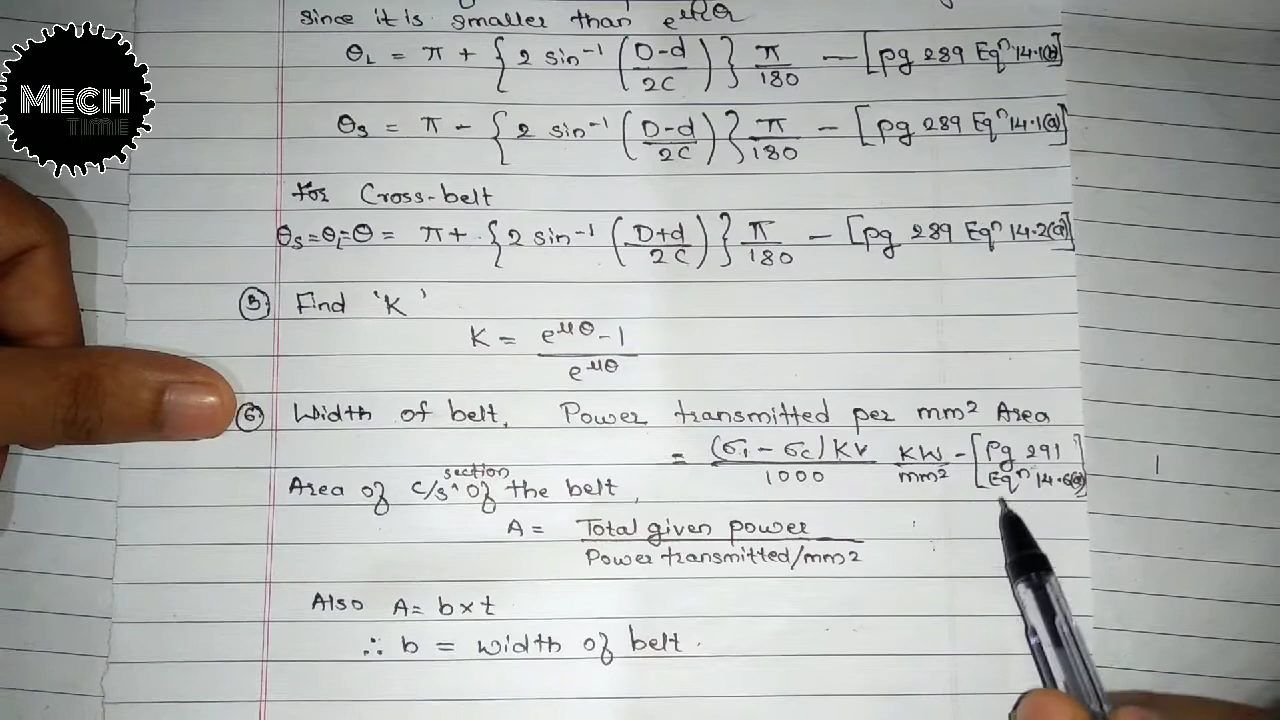 MECH
TIME
Since it is smaller than e^μθ
θL = π + { 2 sin⁻¹ (D-d/2C) } π/180 — [pg 289 Eqⁿ 14.1(b)]
θs = π - { 2 sin⁻¹ (D-d/2C) } π/180 - [pg 289 Eqⁿ 14.1(a)]
for Cross-belt
θs=θL=θ = π + { 2 sin⁻¹ (D+d/2C) } π/180 - [pg 289 Eqⁿ 14.2(a)]
(5) Find 'K'
K = e^μθ - 1 / e^μθ
(6) Width of belt, Power transmitted per mm² Area
= (σ1 - σc) KV / 1000 KW/mm² - [Pg 291 Eqⁿ 14.6(a)]
Area of c/s section of the belt,
A = Total given power / Power transmitted/mm2
Also A = b x t
∴ b = width of belt.